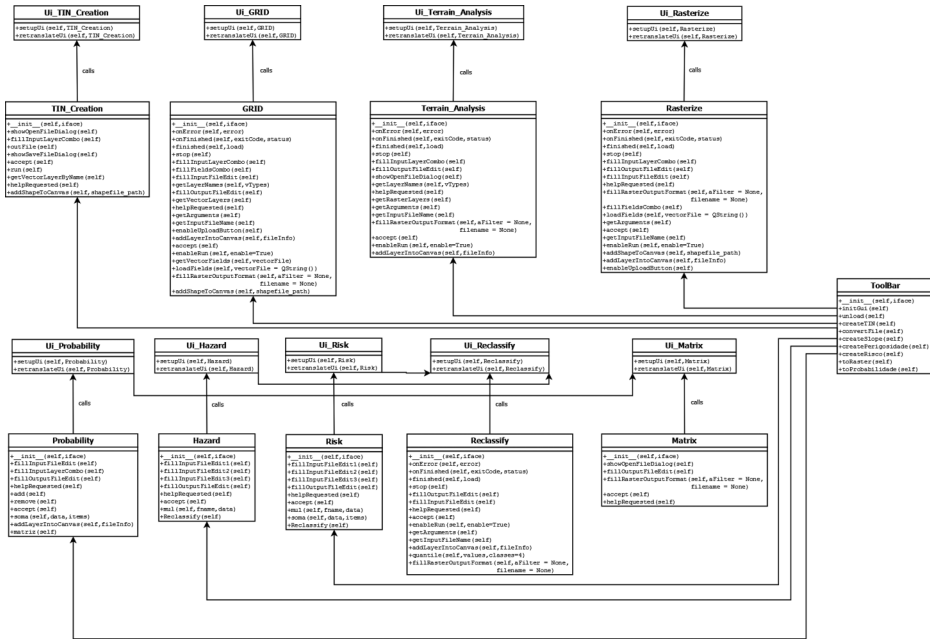 Ui_TIN_Creation
+setupUi(self,TIN_Creation)
+retranslateUi(self,TIN_Creation)
Ui_GRID
+setupUi(self,GRID)
+retranslateUi(self,GRID)
Ui_Terrain_Analysis
+setupUi(self,Terrain_Analysis)
+retranslateUi(self,Terrain_Analysis)
Ui_Rasterize
+setupUi(self,Rasterize)
+retranslateUi(self,Rasterize)
calls
calls
calls
calls
TIN_Creation
+__init__(self,iface)
+showOpenFileDialog(self)
+fillInputLayerCombo(self)
+outFile(self)
+showSaveFileDialog(self)
+accept(self)
+run(self)
+getVectorLayerByName(self)
+helpRequested(self)
+addShapeToCanvas(self,shapefile_path)
GRID
+__init__(self,iface)
+onError(self,error)
+onFinished(self,exitCode,status)
+finished(self,load)
+stop(self)
+fillInputLayerCombo(self)
+fillFieldsCombo(self)
+fillInputFileEdit(self)
+getLayerNames(self,vTypes)
+fillOutputFileEdit(self)
+getVectorLayers(self)
+helpRequested(self)
+getArguments(self)
+getInputFileName(self)
+enableUploadButton(self)
+addLayerIntoCanvas(self,fileInfo)
+accept(self)
+enableRun(self,enable=True)
+getVectorFields(self,vectorFile)
+loadFields(self,vectorFile = QString())
+fillRasterOutputFormat(self,aFilter = None,
filename = None)
+addShapeToCanvas(self,shapefile_path)
Terrain_Analysis
+__init__(self,iface)
+onError(self,error)
+onFinished(self,exitCode,status)
+finished(self,load)
+stop(self)
+fillInputLayerCombo(self)
+fillOutputFileEdit(self)
+showOpenFileDialog(self)
+getLayerNames(self,vTypes)
+helpRequested(self)
+getRasterLayers(self)
+getArguments(self)
+getInputFileName(self)
+fillRasterOutputFormat(self,aFilter = None,
filename = None)
+accept(self)
+enableRun(self,enable=True)
+addLayerIntoCanvas(self,fileInfo)
Rasterize
+__init__(self,iface)
+onError(self,error)
+onFinished(self,exitCode,status)
+finished(self,load)
+stop(self)
+fillInputLayerCombo(self)
+fillOutputFileEdit(self)
+fillInputFileEdit(self)
+helpRequested(self)
+fillRasterOutputFormat(self,aFilter = None,
filename = None)
+fillFieldsCombo(self)
+loadFields(self,vectorFile = QString())
+getArguments(self)
+accept(self)
+getInputFileName(self)
+enableRun(self,enable=True)
+addShapeToCanvas(self,shapefile_path)
+addLayerIntoCanvas(self,fileInfo)
+enableUploadButton(self)
ToolBar
+__init__(self,iface)
+initGui(self)
+unload(self)
+createTIN(self)
+convertFile(self)
+createSlope(self)
+createPerigosidade(self)
+createRisco(self)
+toRaster(self)
+toProbabilidade(self)
Ui_Probability
+setupUi(self,Probability)
+retranslateUi(self,Probability)
Ui_Hazard
+setupUi(self,Hazard)
+retranslateUi(self,Hazard)
Ui_Risk
+setupUi(self,Risk)
+retranslateUi(self,Risk)
Ui_Reclassify
+setupUi(self,Reclassify)
+retranslateUi(self,Reclassify)
Ui_Matrix
+setupUi(self,Matrix)
+retranslateUi(self,Matrix)
calls
calls
calls
calls
calls
Probability
+__init__(self,iface)
+fillInputFileEdit(self)
+fillInputLayerCombo(self)
+fillOutputFileEdit(self)
+helpRequested(self)
+add(self)
+remove(self)
+accept(self)
+soma(self,data,items)
+addLayerIntoCanvas(self,fileInfo)
+matrix(self)
Hazard
+__init__(self,iface)
+fillInputFileEdit1(self)
+fillInputFileEdit2(self)
+fillInputFileEdit3(self)
+fillOutputFileEdit(self)
+helpRequested(self)
+accept(self)
+mul(self,fname,data)
+Reclassify(self)
Risk
+__init__(self,iface)
+fillInputFileEdit1(self)
+fillInputFileEdit2(self)
+fillInputFileEdit3(self)
+fillOutputFileEdit(self)
+helpRequested(self)
+accept(self)
+mul(self,fname,data)
+soma(self,data,items)
+Reclassify(self)
Reclassify
+__init__(self,iface)
+onError(self,error)
+onFinished(self,exitCode,status)
+finished(self,load)
+stop(self)
+fillOutputFileEdit(self)
+fillInputFileEdit(self)
+helpRequested(self)
+accept(self)
+enableRun(self,enable=True)
+getArguments(self)
+getInputFileName(self)
+addLayerIntoCanvas(self,fileInfo)
+quantile(self,values,classes=4)
+fillRasterOutputFormat(self,aFilter = None,
filename = None)
Matrix
+__init__(self,iface)
+showOpenFileDialog(self)
+fillOutputFileEdit(self)
+fillRasterOutputFormat(self,aFilter = None,
filename = None)
+accept(self)
+helpRequested(self)